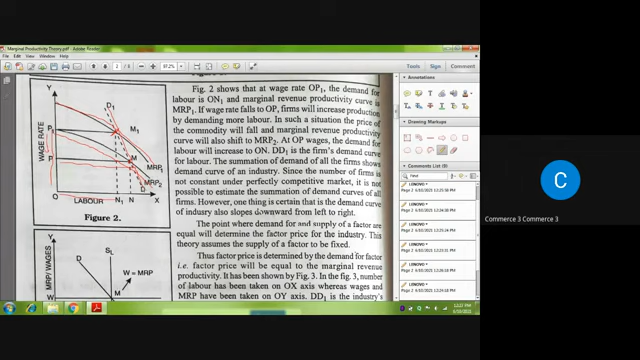 Marginal Productivity Theory.pdf - Adobe Reader
File Edit View Window Help
2
97.2%
Tools
Sign
Comment
Fig. 2 shows that at wage rate OP1, the demand for
labour is ON1 and marginal revenue productivity curve is
MRP1. If wage rate falls to OP, firms will increase production
by demanding more labour. In such a situation the price of
the commodity will fall and marginal revenue productivity
curve will also shift to MRP2. At OP wages, the demand for
labour will increase to ON. DD1 is the firm's demand curve
for labour. The summation of demand of all the firms shows
demand curve of an industry. Since the number of firms is
not constant under perfectly competitive market, it is not
possible to estimate the summation of demand curves of all
firms. However, one thing is certain that is the demand curve
of industry also slopes downward from left to right.
The point where demand for and supply of a factor are
equal will determine the factor price for the industry. This
theory assumes the supply of a factor to be fixed.
Thus factor price is determined by the demand for factor
i.e. factor price will be equal to the marginal revenue
productivity. It has been shown by Fig. 3. In the fig. 3, number
of labour has been taken on OX axis whereas wages and
MRP have been taken on OY axis. DD1 is the industry's
Y
D1
P1
M1
WAGE RATE
P
M
MRP1
MRP2
D
O
LABOUR
N1
N
X
Figure 2.
Y
SL
D
MRP/ WAGES
W = MRP
W
M
Annotations
Drawing Markups
Comments List
Find
LENOVO
LENOVO
LENOVO
LENOVO
LENOVO
LENOVO
12:27 PM
C
Commerce 3 Commerce 3